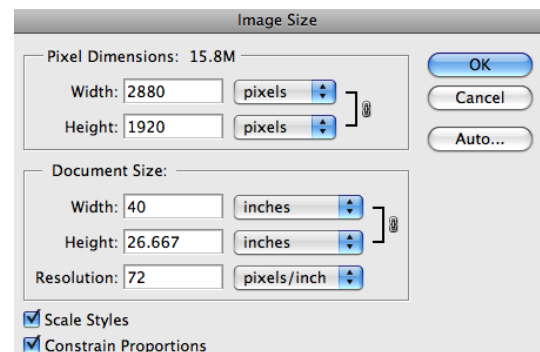 Image Size
Pixel Dimensions: 15.8M
OK
Width: 2880 pixels
Cancel
Height: 1920 pixels
Auto...
Document Size:
Width: 40 inches
Height: 26.667 inches
Resolution: 72 pixels/inch
Scale Styles
Constrain Proportions